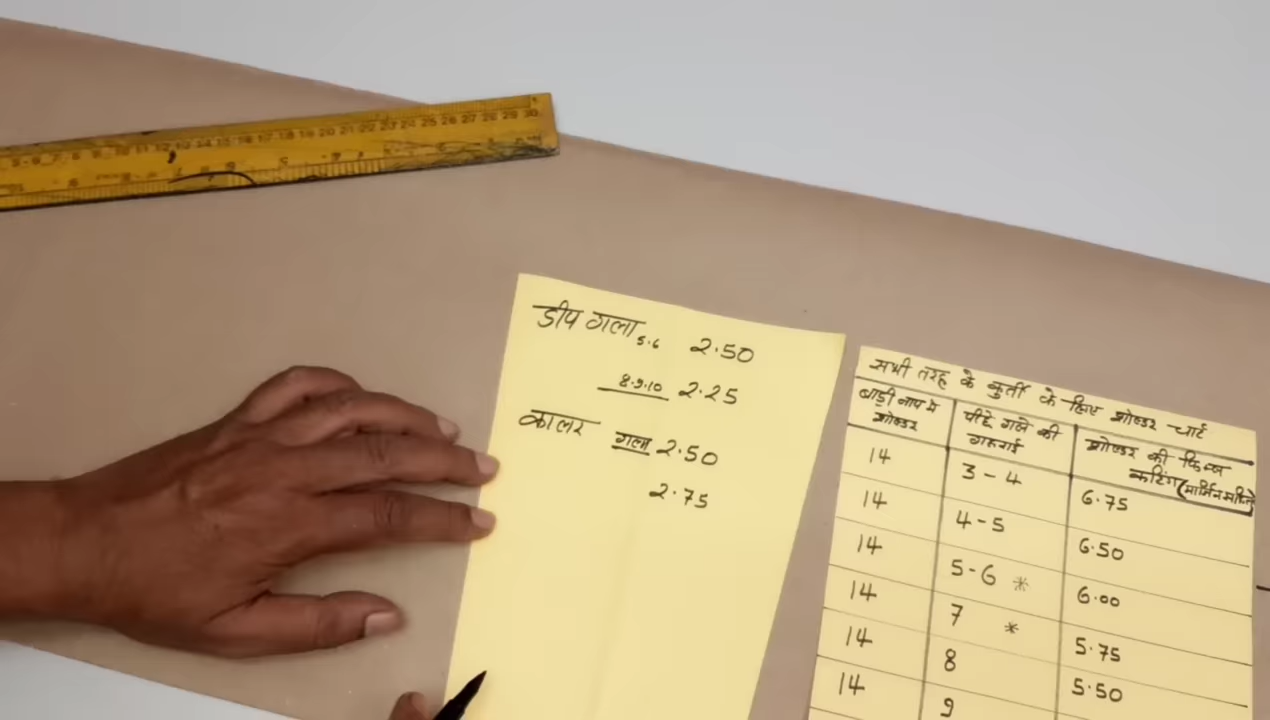 डीप गला 5.6 2.50
8.9.10 2.25
कालर गला 2.50
2.75
सभी तरह के कुर्ती के लिए शोल्डर चार्ट
बाडी नाप में शोल्डर
पीछे गले की गहराई
शोल्डर की फिक्स कटिंग (मार्जिन सहित)
14 3-4 6.75
14 4-5 6.50
14 5-6 * 6.00
14 7 * 5.75
14 8 5.50
14 9